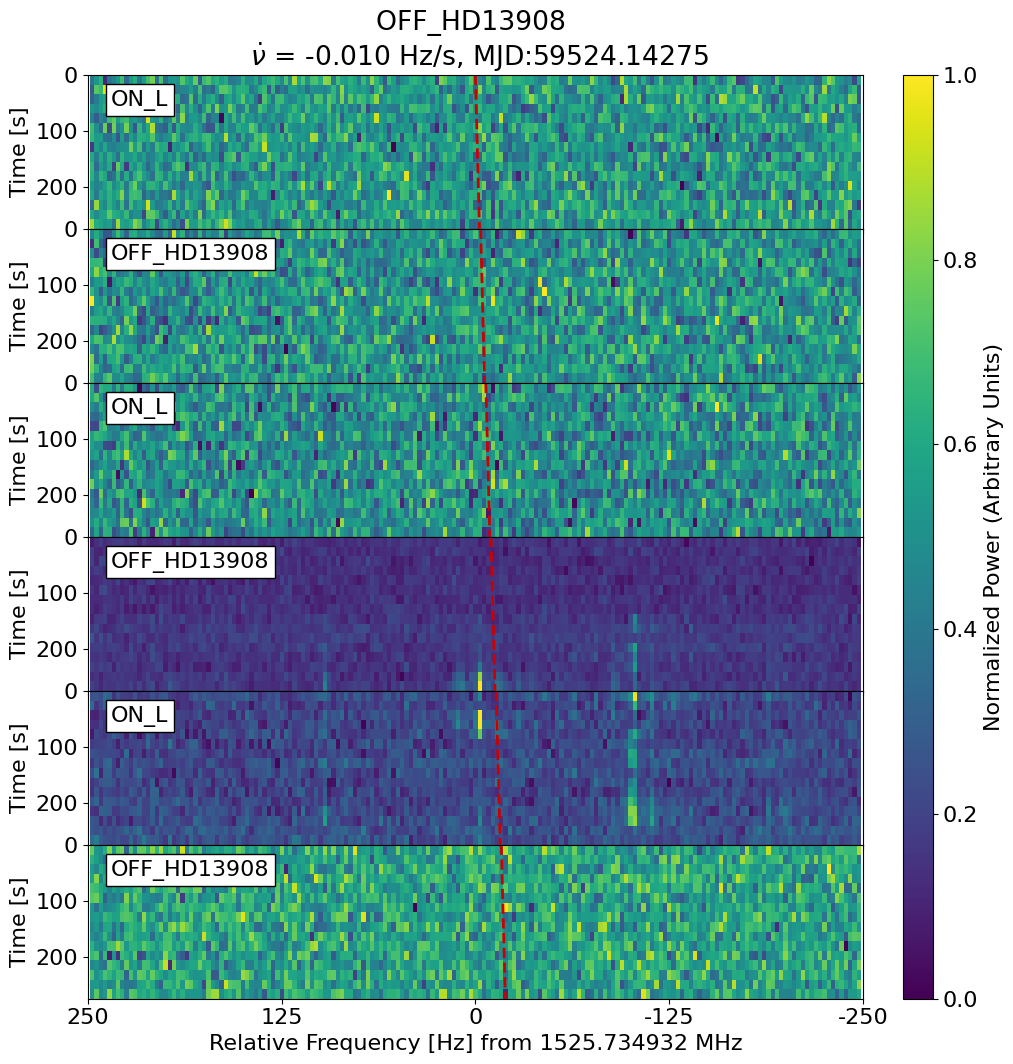 OFF_HD13908
ν̇ = -0.010 Hz/s, MJD:59524.14275
0
ON_L
100
200
Time [s]
0
OFF_HD13908
100
200
Time [s]
0
ON_L
100
200
Time [s]
0
OFF_HD13908
100
200
Time [s]
0
ON_L
100
200
Time [s]
0
OFF_HD13908
100
200
Time [s]
250 125 0 -125 -250
Relative Frequency [Hz] from 1525.734932 MHz
1.0
0.8
0.6
0.4
0.2
0.0
Normalized Power (Arbitrary Units)